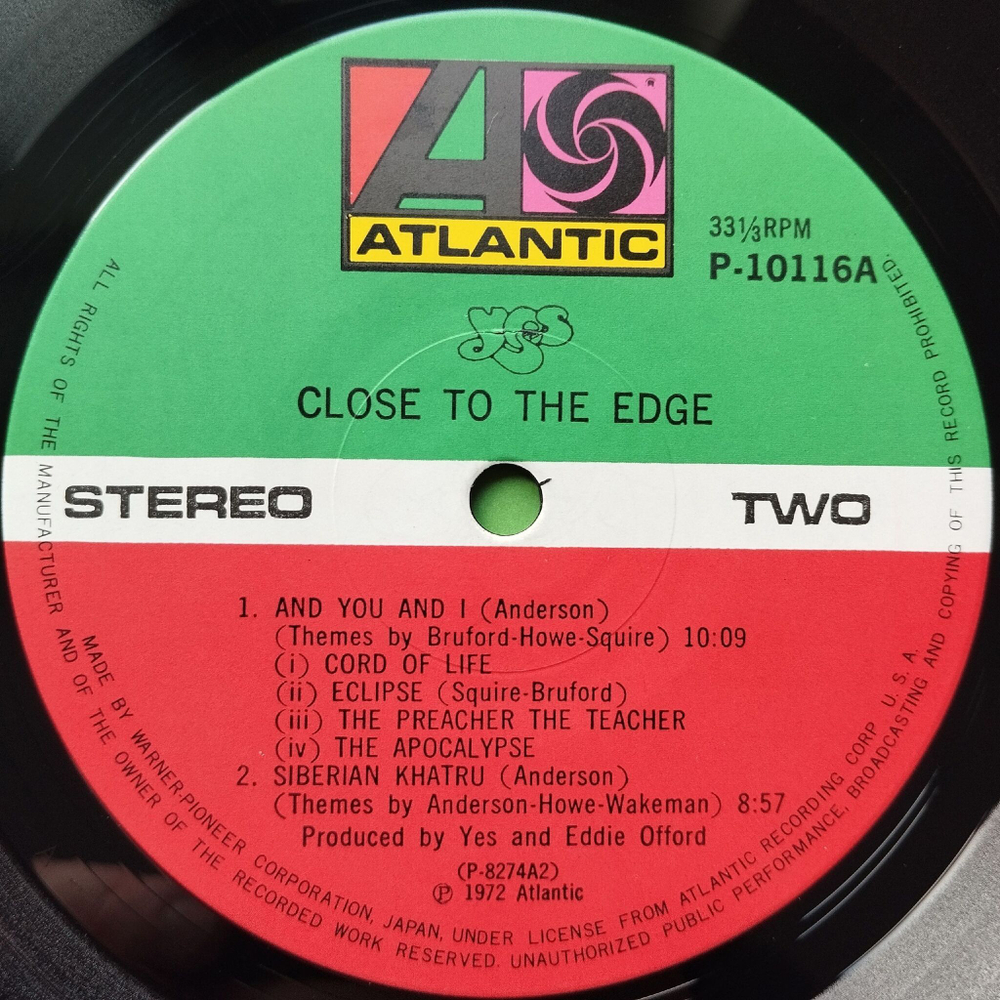 ATLANTIC
33⅓RPM
P-10116A
yes
CLOSE TO THE EDGE
STEREO
TWO
1. AND YOU AND I (Anderson)
(Themes by Bruford-Howe-Squire) 10:09
(i) CORD OF LIFE
(ii) ECLIPSE (Squire-Bruford)
(iii) THE PREACHER THE TEACHER
(iv) THE APOCALYPSE
2. SIBERIAN KHATRU (Anderson)
(Themes by Anderson-Howe-Wakeman) 8:57
Produced by Yes and Eddie Offord
(P-8274A2)
℗ 1972 Atlantic
MADE BY WARNER-PIONEER CORPORATION, JAPAN, UNDER LICENSE FROM ATLANTIC RECORDING CORP. U. S. A.
ALL RIGHTS OF THE MANUFACTURER AND OF THE OWNER OF THE RECORDED WORK RESERVED. UNAUTHORIZED PUBLIC PERFORMANCE, BROADCASTING AND COPYING OF THIS RECORD PROHIBITED.